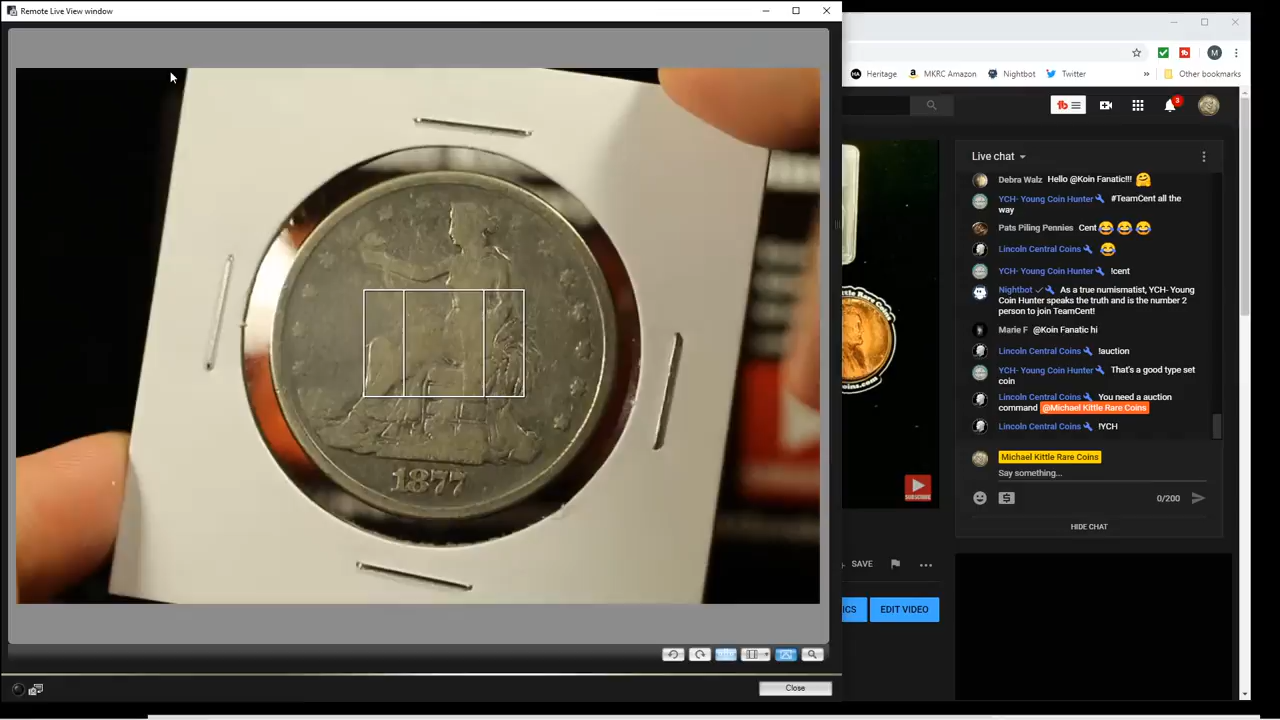 Remote Live View window
Heritage
MKRC Amazon
Nightbot
Twitter
»
Other bookmarks
M
3
Live chat
Debra Walz Hello @Koin Fanatic!!!
YCH- Young Coin Hunter #TeamCent all the
way
Pats Piling Pennies Cent
Lincoln Central Coins
YCH- Young Coin Hunter !cent
Nightbot As a true numismatist, YCH- Young
Coin Hunter speaks the truth and is the number 2
person to join TeamCent!
Marie F @Koin Fanatic hi
Lincoln Central Coins !auction
YCH- Young Coin Hunter That's a good type set
coin
Lincoln Central Coins You need a auction
command @Michael Kittle Rare Coins
Lincoln Central Coins !YCH
Michael Kittle Rare Coins
Say something...
0/200
HIDE CHAT
1877
SUBSCRIBE
SAVE
ICS
EDIT VIDEO
Close